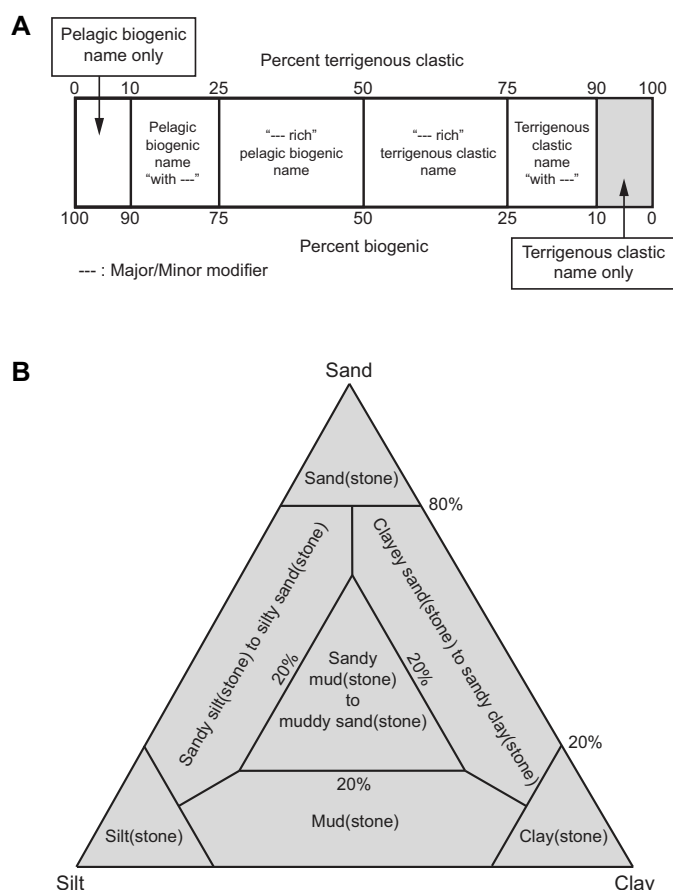 A
Pelagic biogenic
name only
Percent terrigenous clastic
0 10 25 50 75 90 100
Pelagic
biogenic
name
“with ---”
“--- rich”
pelagic biogenic
name
“--- rich”
terrigenous clastic
name
Terrigenous
clastic
name
“with ---”
100 90 75 50 25 10 0
Percent biogenic
--- : Major/Minor modifier
Terrigenous clastic
name only
B
Sand
Sand(stone)
80%
Sandy silt(stone) to silty sand(stone)
Clayey sand(stone) to sandy clay(stone)
20%
20%
Sandy
mud(stone)
to
muddy sand(stone)
20%
20%
Silt(stone)
Mud(stone)
Clay(stone)
Silt
Clay